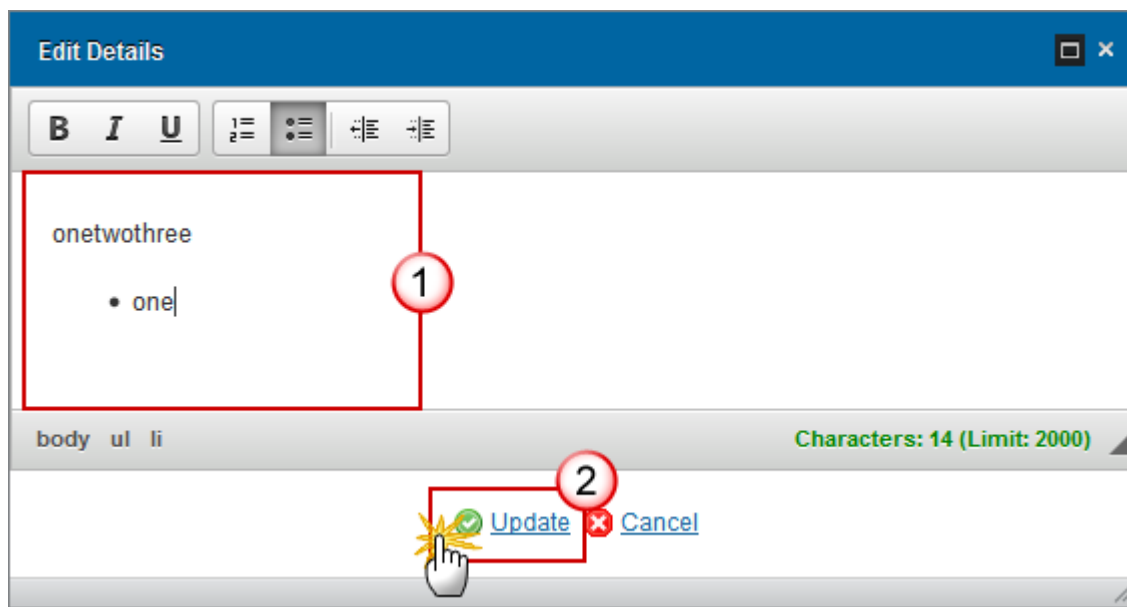 Edit Details
B I U
onetwothree
• one
1
body ul li
Characters: 14 (Limit: 2000)
2
Update Cancel